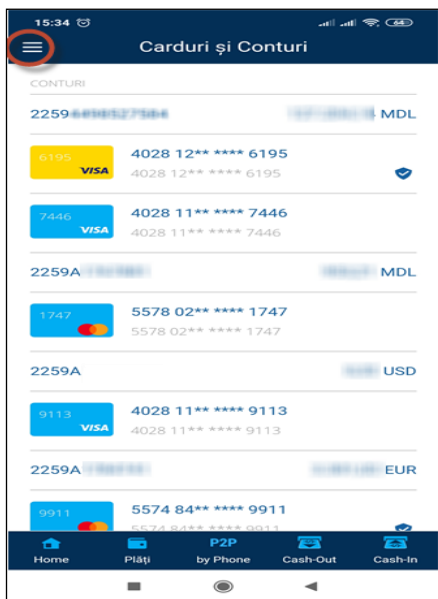 15:34 64
Carduri și Conturi
CONTURI
2259 MDL
6195 VISA 4028 12** **** 6195
4028 12** **** 6195
7446 VISA 4028 11** **** 7446
4028 11** **** 7446
2259A MDL
1747 5578 02** **** 1747
5578 02** **** 1747
2259A USD
9113 VISA 4028 11** **** 9113
4028 11** **** 9113
2259A EUR
9911 5574 84** **** 9911
5574 84** **** 9911
P2P
Home Plăți by Phone Cash-Out Cash-In